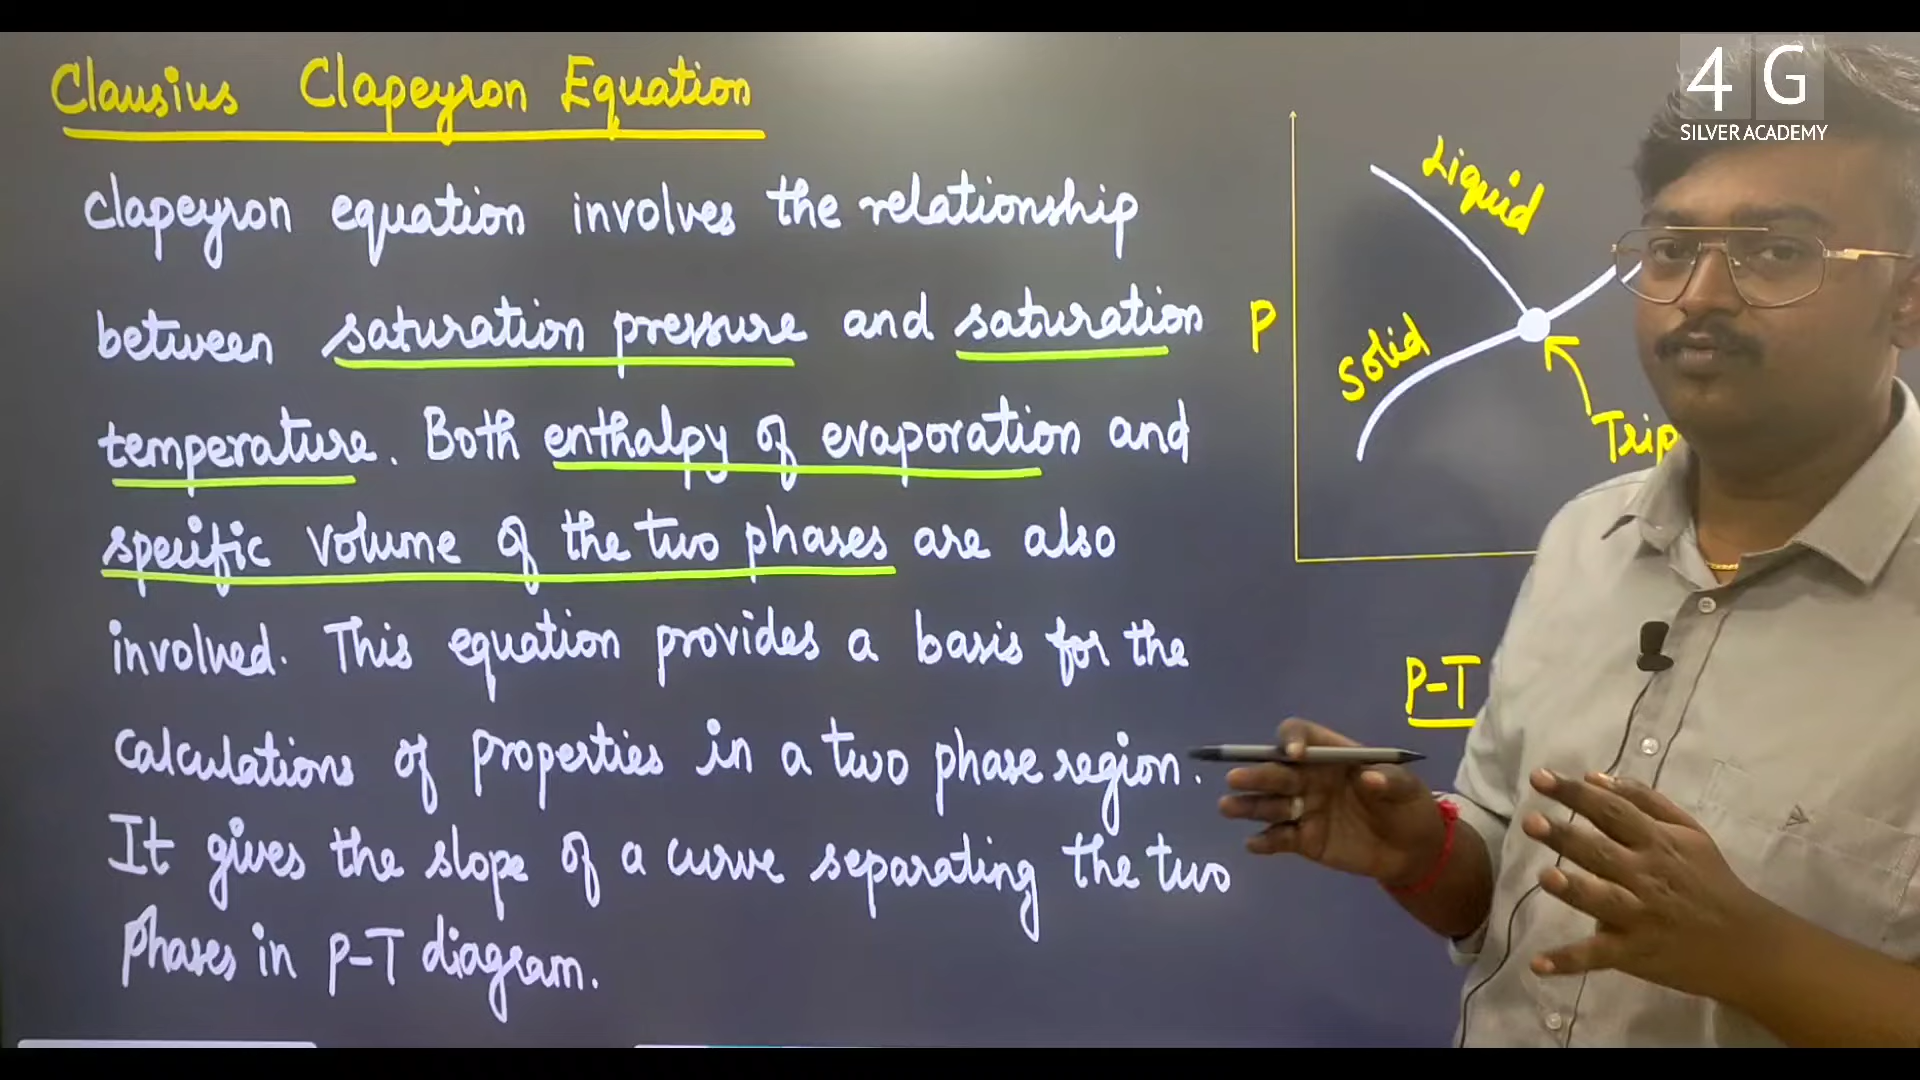 Clausius Clapeyron Equation
Clapeyron equation involves the relationship
between saturation pressure and saturation
temperature. Both enthalpy of evaporation and
specific volume of the two phases are also
involved. This equation provides a basis for the
calculations of properties in a two phase region.
It gives the slope of a curve separating the two
phases in P-T diagram.
4G
SILVER ACADEMY
Liquid
P
Solid
Trip
P-T